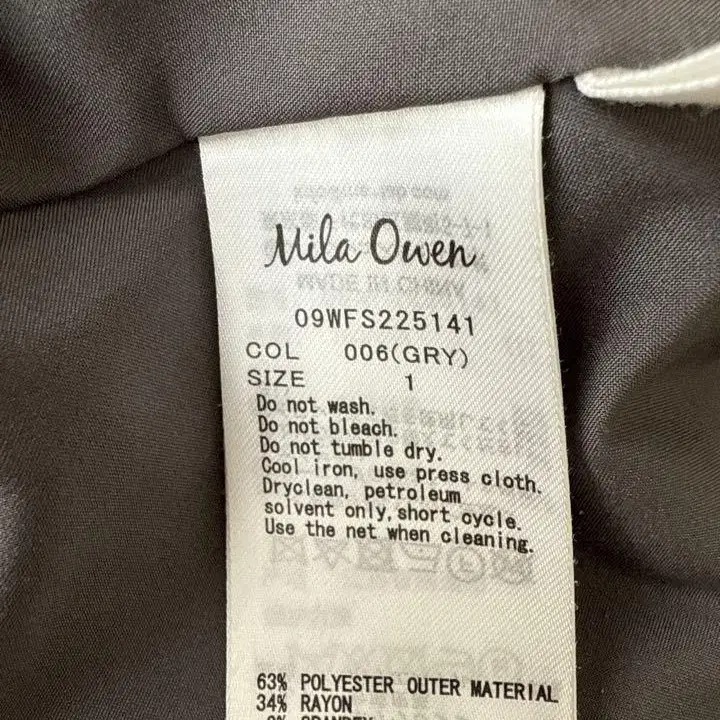 Mila Owen
09WFS225141
COL 006(GRY)
SIZE 1
Do not wash.
Do not bleach.
Do not tumble dry.
Cool iron, use press cloth.
Dryclean, petroleum
solvent only,short cycle.
Use the net when cleaning.
63% POLYESTER OUTER MATERIAL
34% RAYON